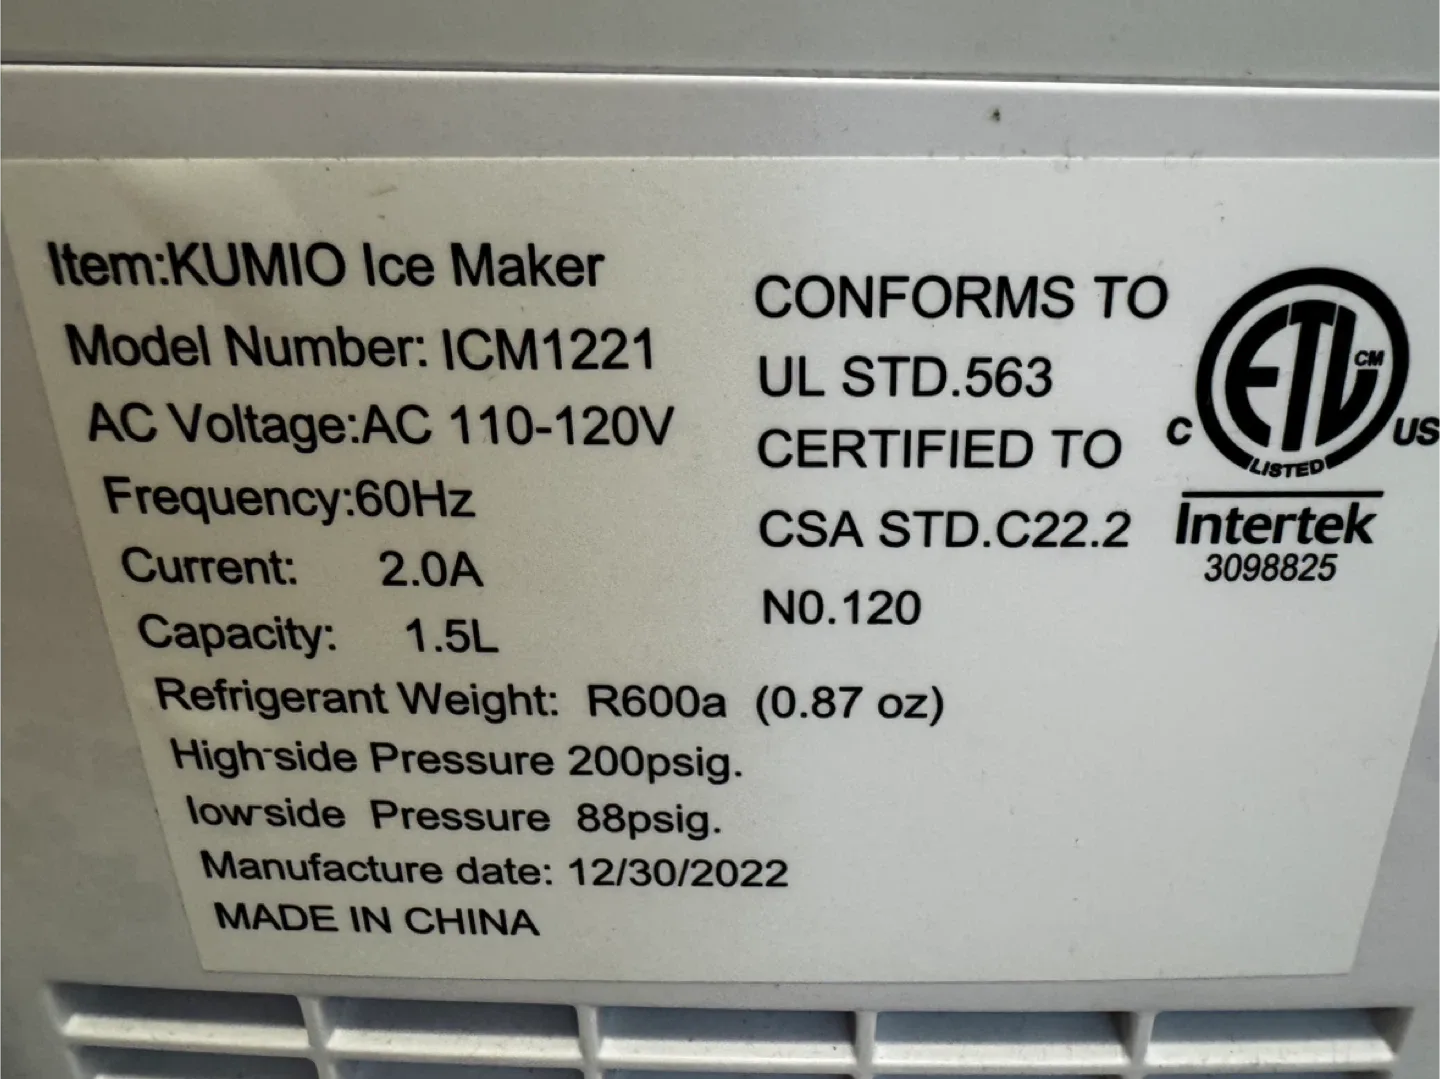 Item:KUMIO Ice Maker
Model Number: ICM1221
AC Voltage:AC 110-120V
Frequency:60Hz
Current: 2.0A
Capacity: 1.5L
Refrigerant Weight: R600a (0.87 oz)
High-side Pressure 200psig.
low-side Pressure 88psig.
Manufacture date: 12/30/2022
MADE IN CHINA
CONFORMS TO
UL STD.563
CERTIFIED TO
CSA STD.C22.2
N0.120
ETL CM
C US
LISTED
Intertek
3098825